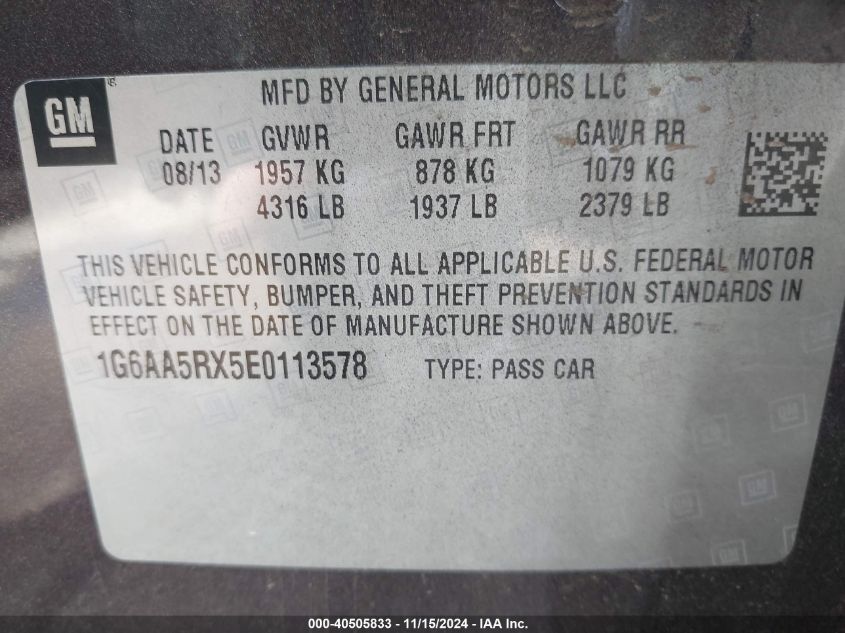 GM
MFD BY GENERAL MOTORS LLC
DATE GVWR GAWR FRT GAWR RR
08/13 1957 KG 878 KG 1079 KG
4316 LB 1937 LB 2379 LB
THIS VEHICLE CONFORMS TO ALL APPLICABLE U.S. FEDERAL MOTOR
VEHICLE SAFETY, BUMPER, AND THEFT PREVENTION STANDARDS IN
EFFECT ON THE DATE OF MANUFACTURE SHOWN ABOVE.
1G6AA5RX5E0113578 TYPE: PASS CAR
000-40505833 - 11/15/2024 - IAA Inc.